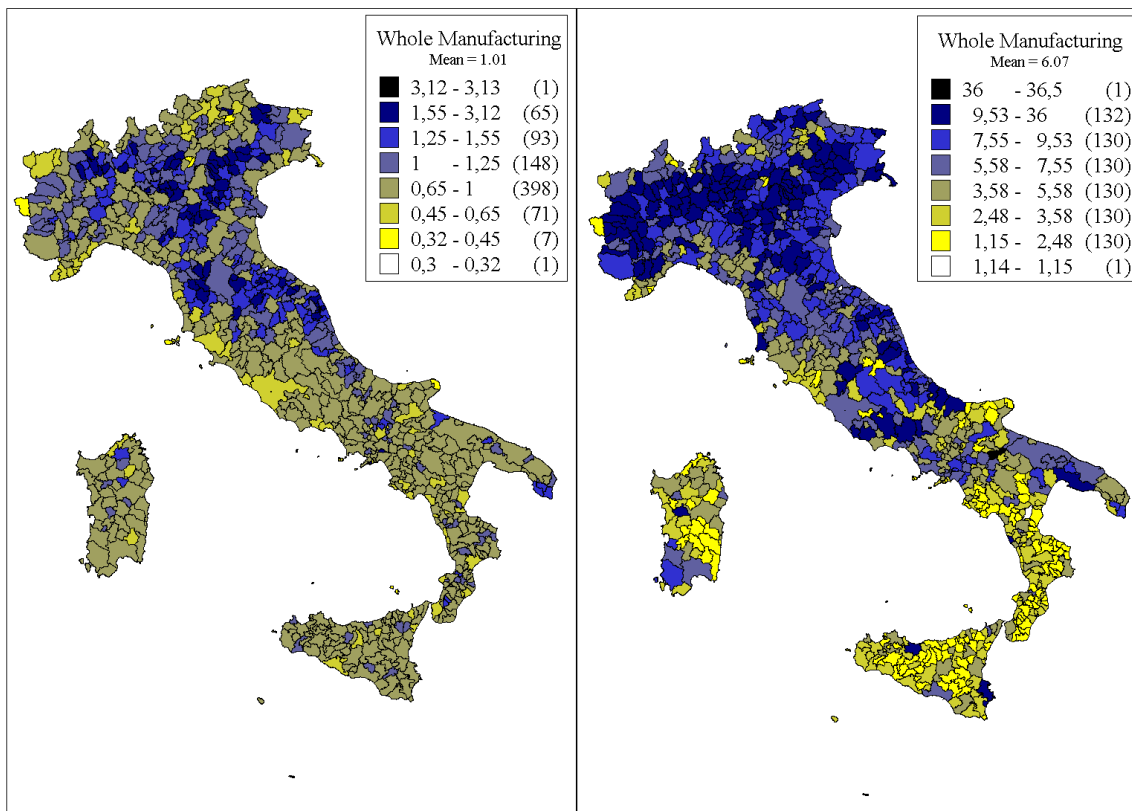 Whole Manufacturing
Mean = 1.01
3,12 - 3,13 (1)
1,55 - 3,12 (65)
1,25 - 1,55 (93)
1 - 1,25 (148)
0,65 - 1 (398)
0,45 - 0,65 (71)
0,32 - 0,45 (7)
0,3 - 0,32 (1)
Whole Manufacturing
Mean = 6.07
36 - 36,5 (1)
9,53 - 36 (132)
7,55 - 9,53 (130)
5,58 - 7,55 (130)
3,58 - 5,58 (130)
2,48 - 3,58 (130)
1,15 - 2,48 (130)
1,14 - 1,15 (1)